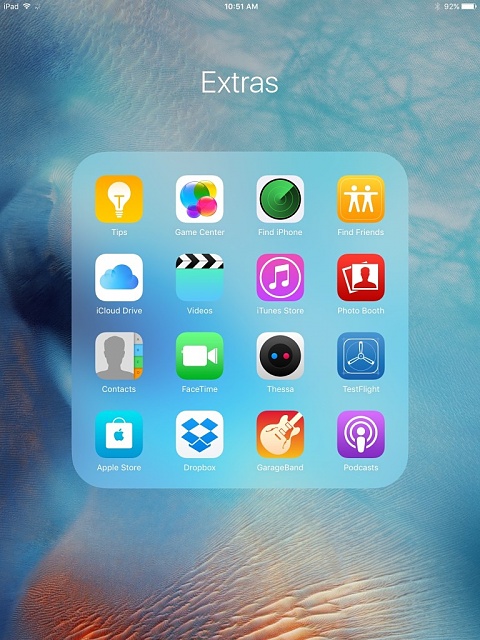 iPad 10:51 AM 92%
Extras
Tips Game Center Find iPhone Find Friends
iCloud Drive Videos iTunes Store Photo Booth
Contacts FaceTime Thessa TestFlight
Apple Store Dropbox GarageBand Podcasts